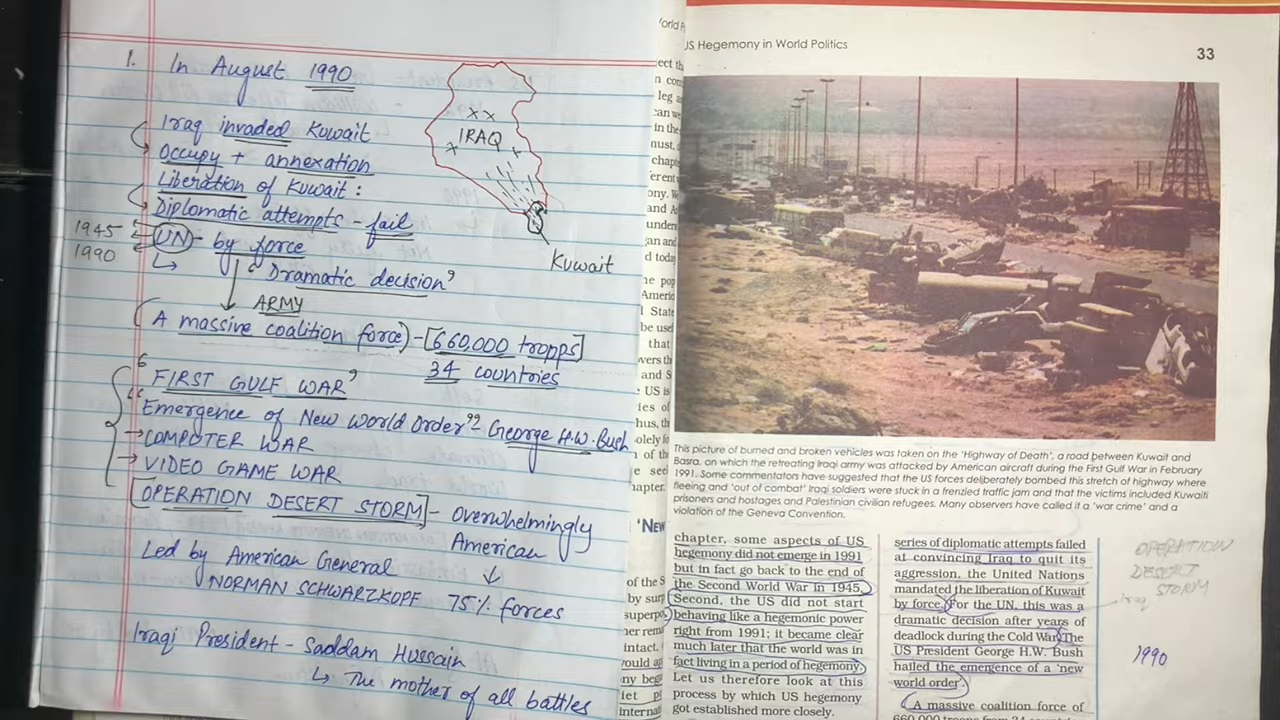 1. In August 1990
Iraq invaded Kuwait
Occupy + annexation
Liberation of Kuwait :
Diplomatic attempts - fail
1945
1990
UN - by force
‘Dramatic decision’
ARMY
A massive coalition force) - [660,000 tropps]
34 countries
‘FIRST GULF WAR’
“Emergence of New World Order” - George H.W. Bush
→ COMPUTER WAR
→ VIDEO GAME WAR
[OPERATION DESERT STORM] - overwhelmingly
American
Led by American General
NORMAN SCHWARZKOPF 75% forces
Iraqi President - Saddam Hussain
↳ The mother of all battles
XX
IRAQ
Kuwait
US Hegemony in World Politics
33
This picture of burned and broken vehicles was taken on the ‘Highway of Death’, a road between Kuwait and
Basra, on which the retreating Iraqi army was attacked by American aircraft during the First Gulf War in February
1991. Some commentators have suggested that the US forces deliberately bombed this stretch of highway where
fleeing and ‘out of combat’ Iraqi soldiers were stuck in a frenzied traffic jam and that the victims included Kuwaiti
prisoners and hostages and Palestinian civilian refugees. Many observers have called it a ‘war crime’ and a
violation of the Geneva Convention.
chapter, some aspects of US
hegemony did not emerge in 1991
but in fact go back to the end of
the Second World War in 1945.
Second, the US did not start
behaving like a hegemonic power
right from 1991; it became clear
much later that the world was in
fact living in a period of hegemony.
Let us therefore look at this
process by which US hegemony
got established more closely.
series of diplomatic attempts failed
at convincing Iraq to quit its
aggression, the United Nations
mandated the liberation of Kuwait
by force. For the UN, this was a
dramatic decision after years of
deadlock during the Cold War. The
US President George H.W. Bush
hailed the emergence of a ‘new
world order’.
A massive coalition force of
660,000 troops from 34 countries
OPERATION
DESERT
STORM
Iraq
1990